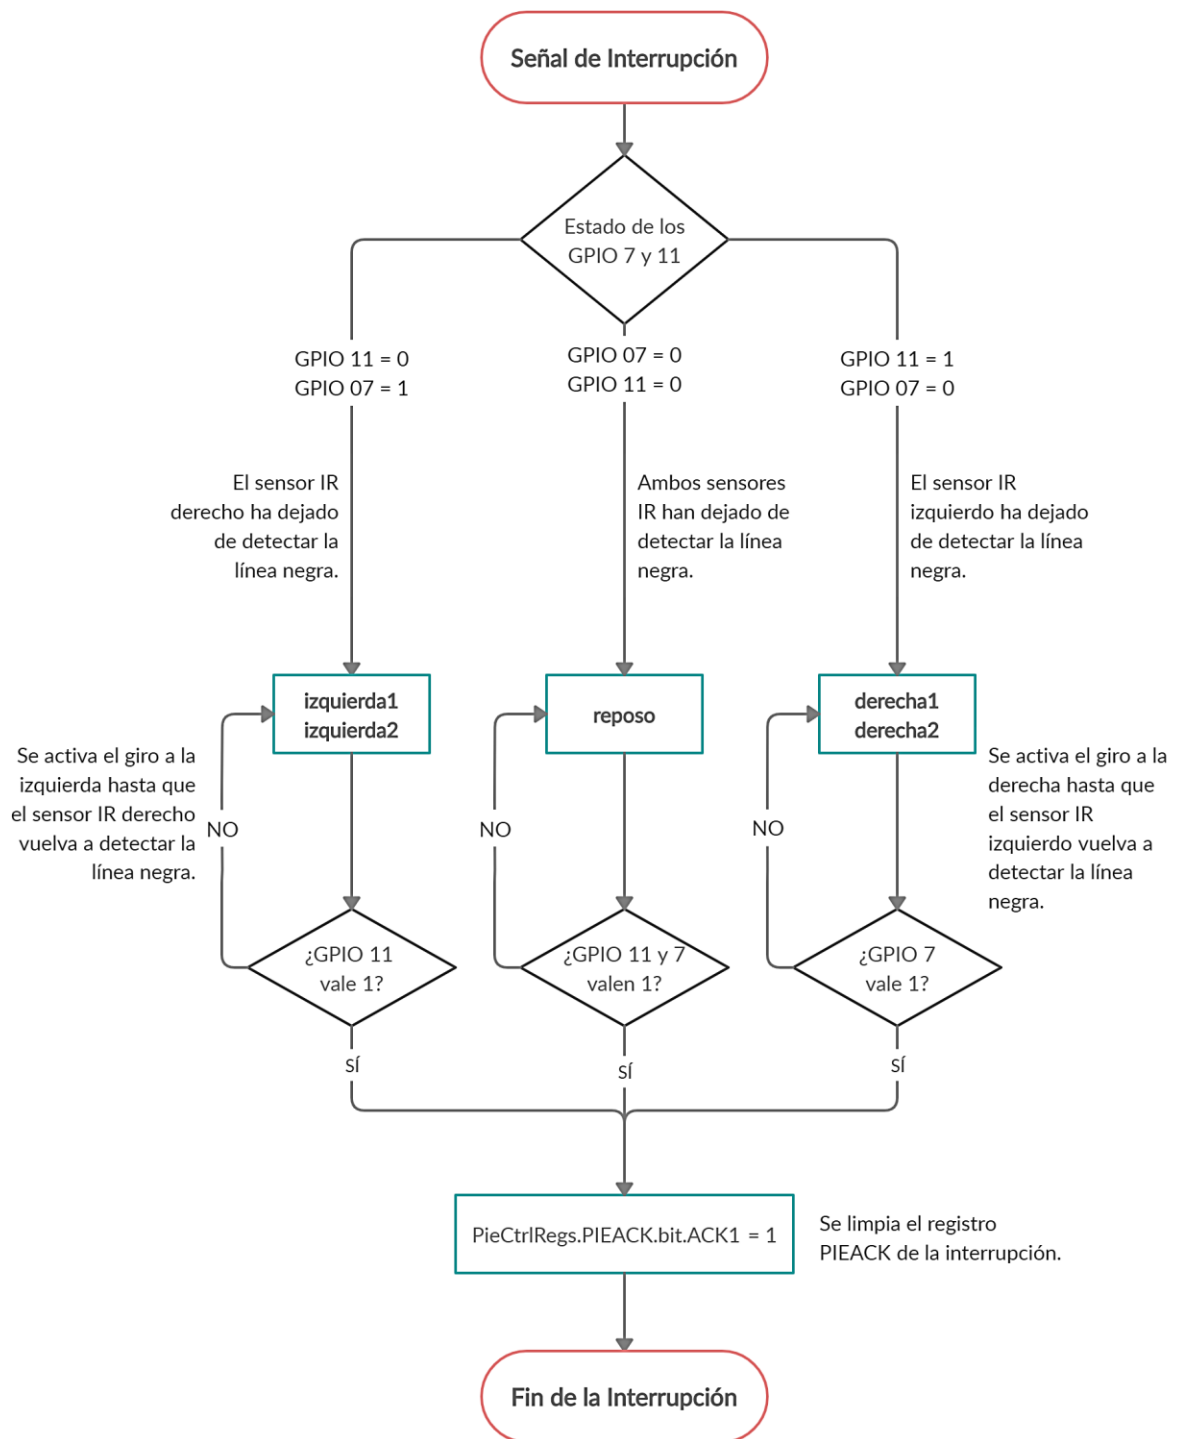 Señal de Interrupción
Estado de los
GPIO 7 y 11
GPIO 11 = 0
GPIO 07 = 1
GPIO 07 = 0
GPIO 11 = 0
GPIO 11 = 1
GPIO 07 = 0
El sensor IR
derecho ha dejado
de detectar la
línea negra.
Ambos sensores
IR han dejado de
detectar la línea
negra.
El sensor IR
izquierdo ha dejado
de detectar la línea
negra.
izquierda1
izquierda2
reposo
derecha1
derecha2
Se activa el giro a la
izquierda hasta que
el sensor IR derecho
vuelva a detectar la
línea negra.
NO
NO
NO
Se activa el giro a la
derecha hasta que
el sensor IR
izquierdo vuelva a
detectar la línea
negra.
¿GPIO 11
vale 1?
¿GPIO 11 y 7
valen 1?
¿GPIO 7
vale 1?
SÍ
SÍ
SÍ
PieCtrlRegs.PIEACK.bit.ACK1 = 1
Se limpia el registro
PIEACK de la interrupción.
Fin de la Interrupción